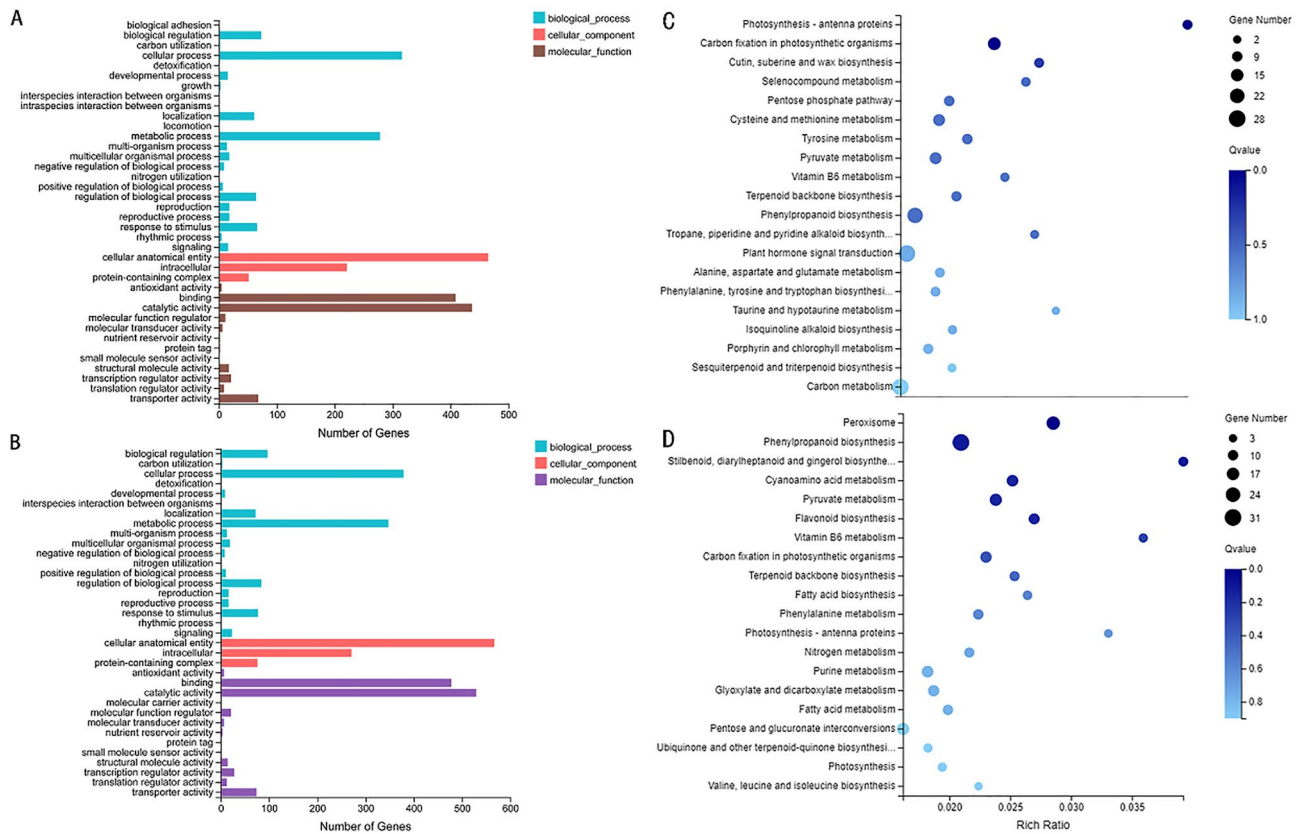 A
biological adhesion
biological regulation
carbon utilization
cellular process
detoxification
developmental process
growth
interspecies interaction between organisms
intraspecies interaction between organisms
localization
locomotion
metabolic process
multi-organism process
multicellular organismal process
negative regulation of biological process
nitrogen utilization
positive regulation of biological process
regulation of biological process
reproduction
reproductive process
response to stimulus
rhythmic process
signaling
cellular anatomical entity
intracellular
protein-containing complex
antioxidant activity
binding
catalytic activity
molecular function regulator
molecular transducer activity
nutrient reservoir activity
protein tag
small molecule sensor activity
structural molecule activity
transcription regulator activity
translation regulator activity
transporter activity
0 100 200 300 400 500
Number of Genes
biological_process
cellular_component
molecular_function
B
biological regulation
carbon utilization
cellular process
detoxification
developmental process
interspecies interaction between organisms
localization
metabolic process
multi-organism process
multicellular organismal process
negative regulation of biological process
nitrogen utilization
positive regulation of biological process
regulation of biological process
reproduction
reproductive process
response to stimulus
rhythmic process
signaling
cellular anatomical entity
intracellular
protein-containing complex
antioxidant activity
binding
catalytic activity
molecular carrier activity
molecular function regulator
molecular transducer activity
nutrient reservoir activity
protein tag
small molecule sensor activity
structural molecule activity
transcription regulator activity
translation regulator activity
transporter activity
0 100 200 300 400 500 600
Number of Genes
biological_process
cellular_component
molecular_function
C
Photosynthesis - antenna proteins
Carbon fixation in photosynthetic organisms
Cutin, suberine and wax biosynthesis
Selenocompound metabolism
Pentose phosphate pathway
Cysteine and methionine metabolism
Tyrosine metabolism
Pyruvate metabolism
Vitamin B6 metabolism
Terpenoid backbone biosynthesis
Phenylpropanoid biosynthesis
Tropane, piperidine and pyridine alkaloid biosynth...
Plant hormone signal transduction
Alanine, aspartate and glutamate metabolism
Phenylalanine, tyrosine and tryptophan biosynthesi...
Taurine and hypotaurine metabolism
Isoquinoline alkaloid biosynthesis
Porphyrin and chlorophyll metabolism
Sesquiterpenoid and triterpenoid biosynthesis
Carbon metabolism
Gene Number
2
9
15
22
28
Qvalue
0.0
0.5
1.0
D
Peroxisome
Phenylpropanoid biosynthesis
Stilbenoid, diarylheptanoid and gingerol biosynthe...
Cyanoamino acid metabolism
Pyruvate metabolism
Flavonoid biosynthesis
Vitamin B6 metabolism
Carbon fixation in photosynthetic organisms
Terpenoid backbone biosynthesis
Fatty acid biosynthesis
Phenylalanine metabolism
Photosynthesis - antenna proteins
Nitrogen metabolism
Purine metabolism
Glyoxylate and dicarboxylate metabolism
Fatty acid metabolism
Pentose and glucuronate interconversions
Ubiquinone and other terpenoid-quinone biosynthesi...
Photosynthesis
Valine, leucine and isoleucine biosynthesis
0.020 0.025 0.030 0.035
Rich Ratio
Gene Number
3
10
17
24
31
Qvalue
0.0
0.2
0.4
0.6
0.8